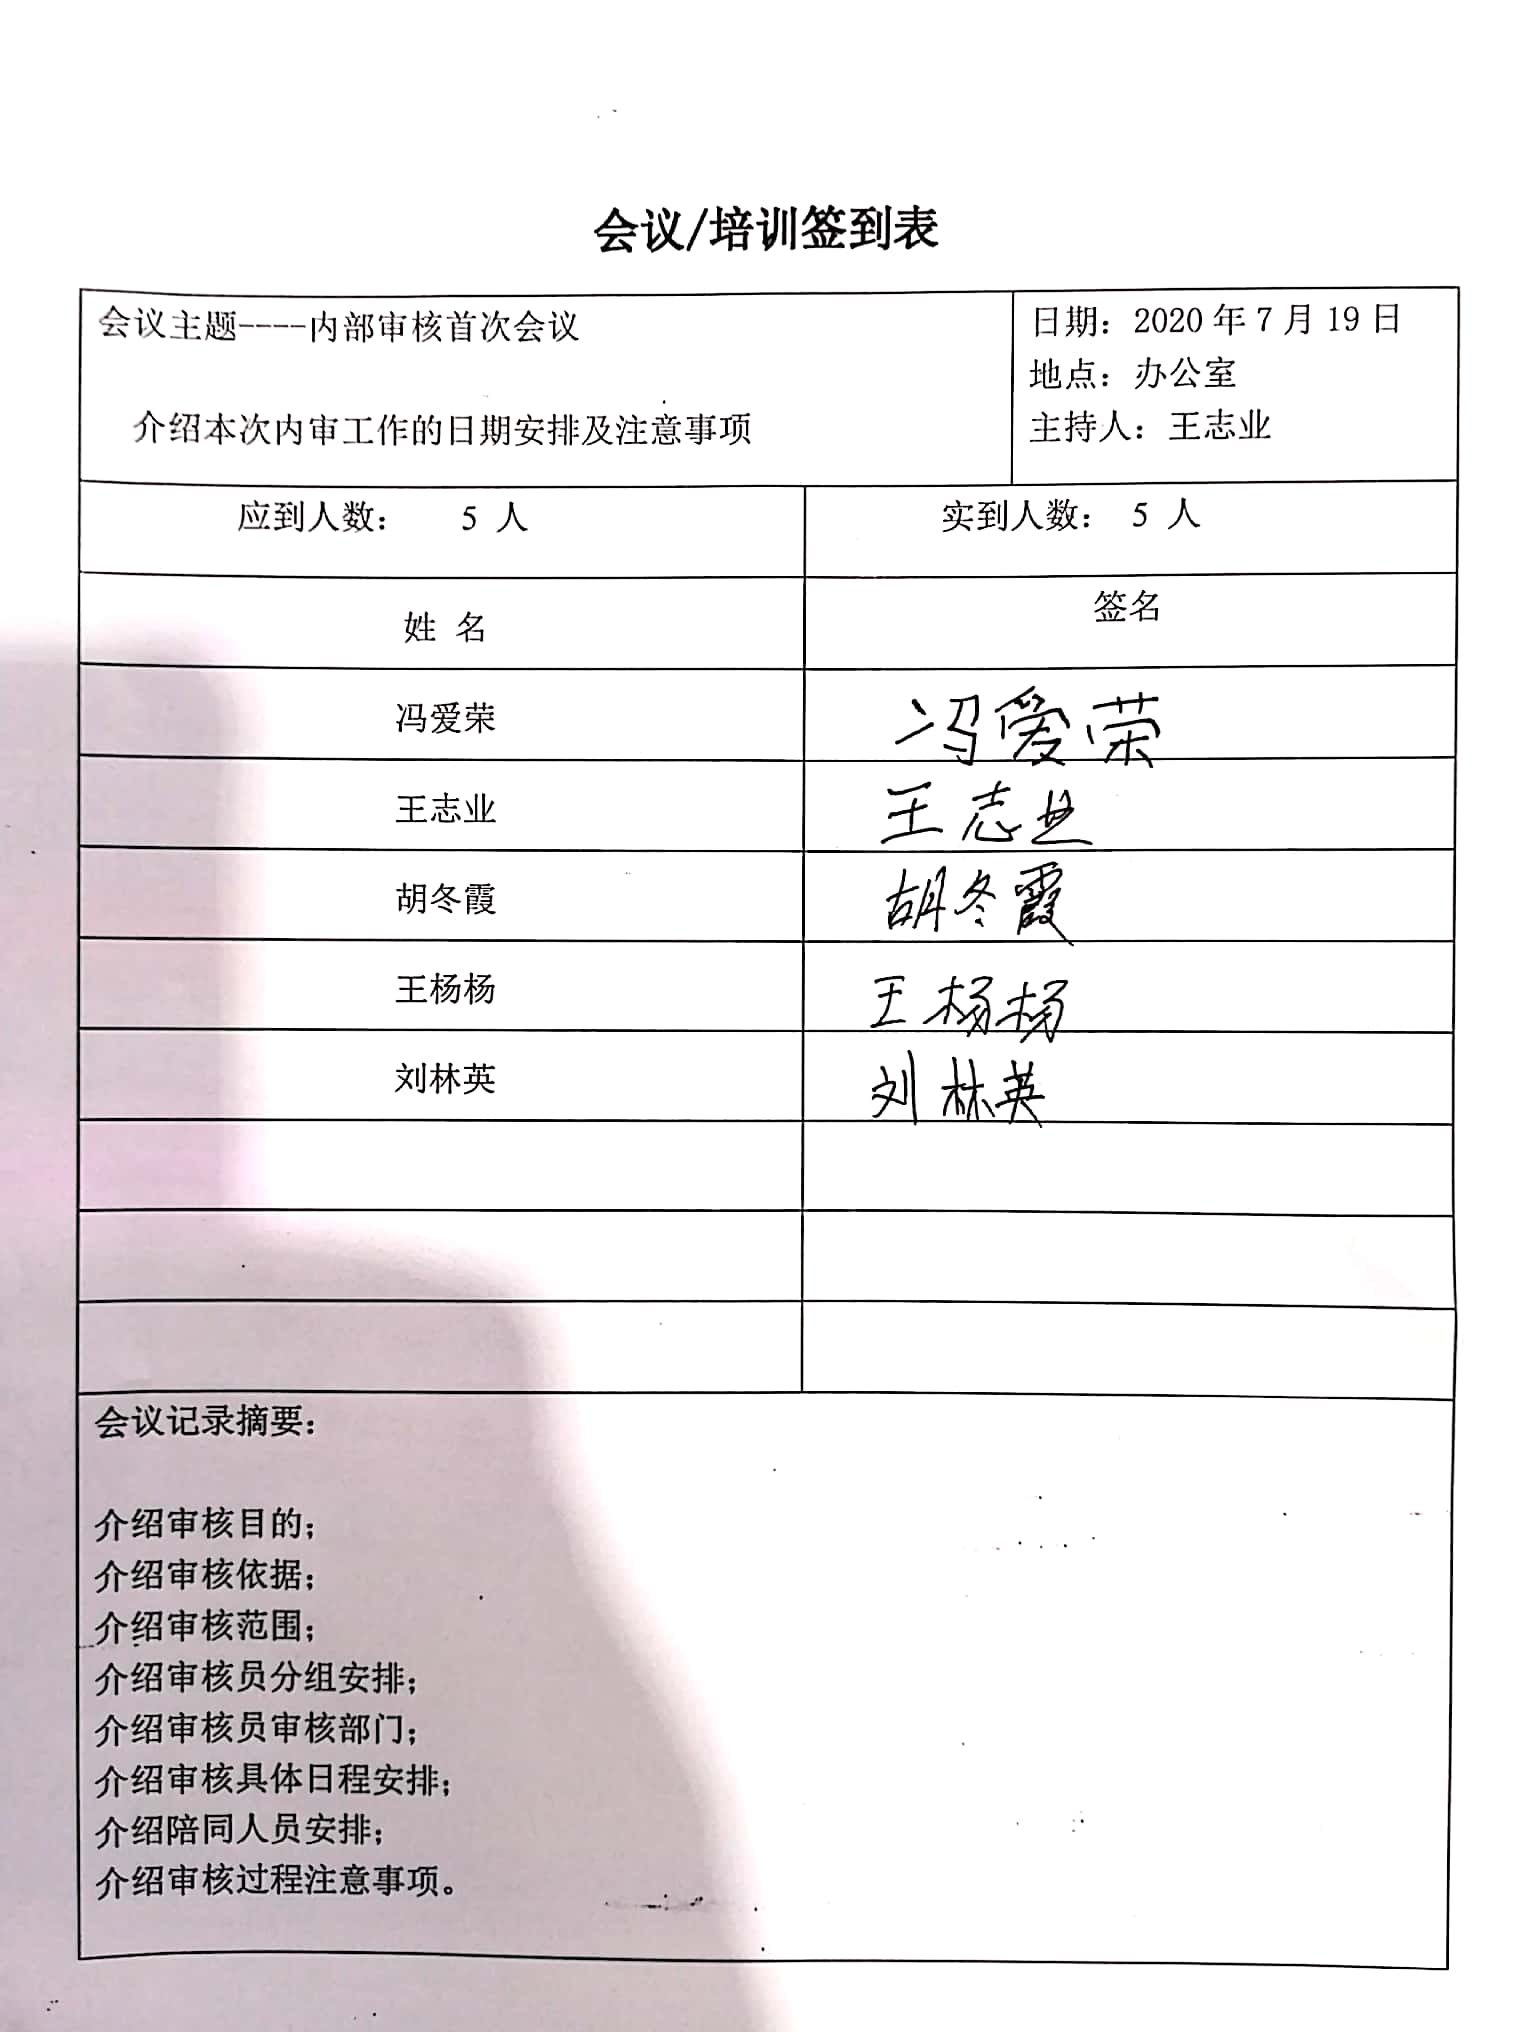 会议/培训签到表
会议主题----内部审核首次会议
介绍本次内审工作的日期安排及注意事项
日期：2020 年 7 月 19 日
地点：办公室
主持人：王志业
应到人数： 5 人
实到人数： 5 人
姓 名
签名
冯爱荣
冯爱荣
王志业
王志业
胡冬霞
胡冬霞
王杨杨
王杨杨
刘林英
刘林英
会议记录摘要：
介绍审核目的；
介绍审核依据；
介绍审核范围；
介绍审核员分组安排；
介绍审核员审核部门；
介绍审核具体日程安排；
介绍陪同人员安排；
介绍审核过程注意事项。